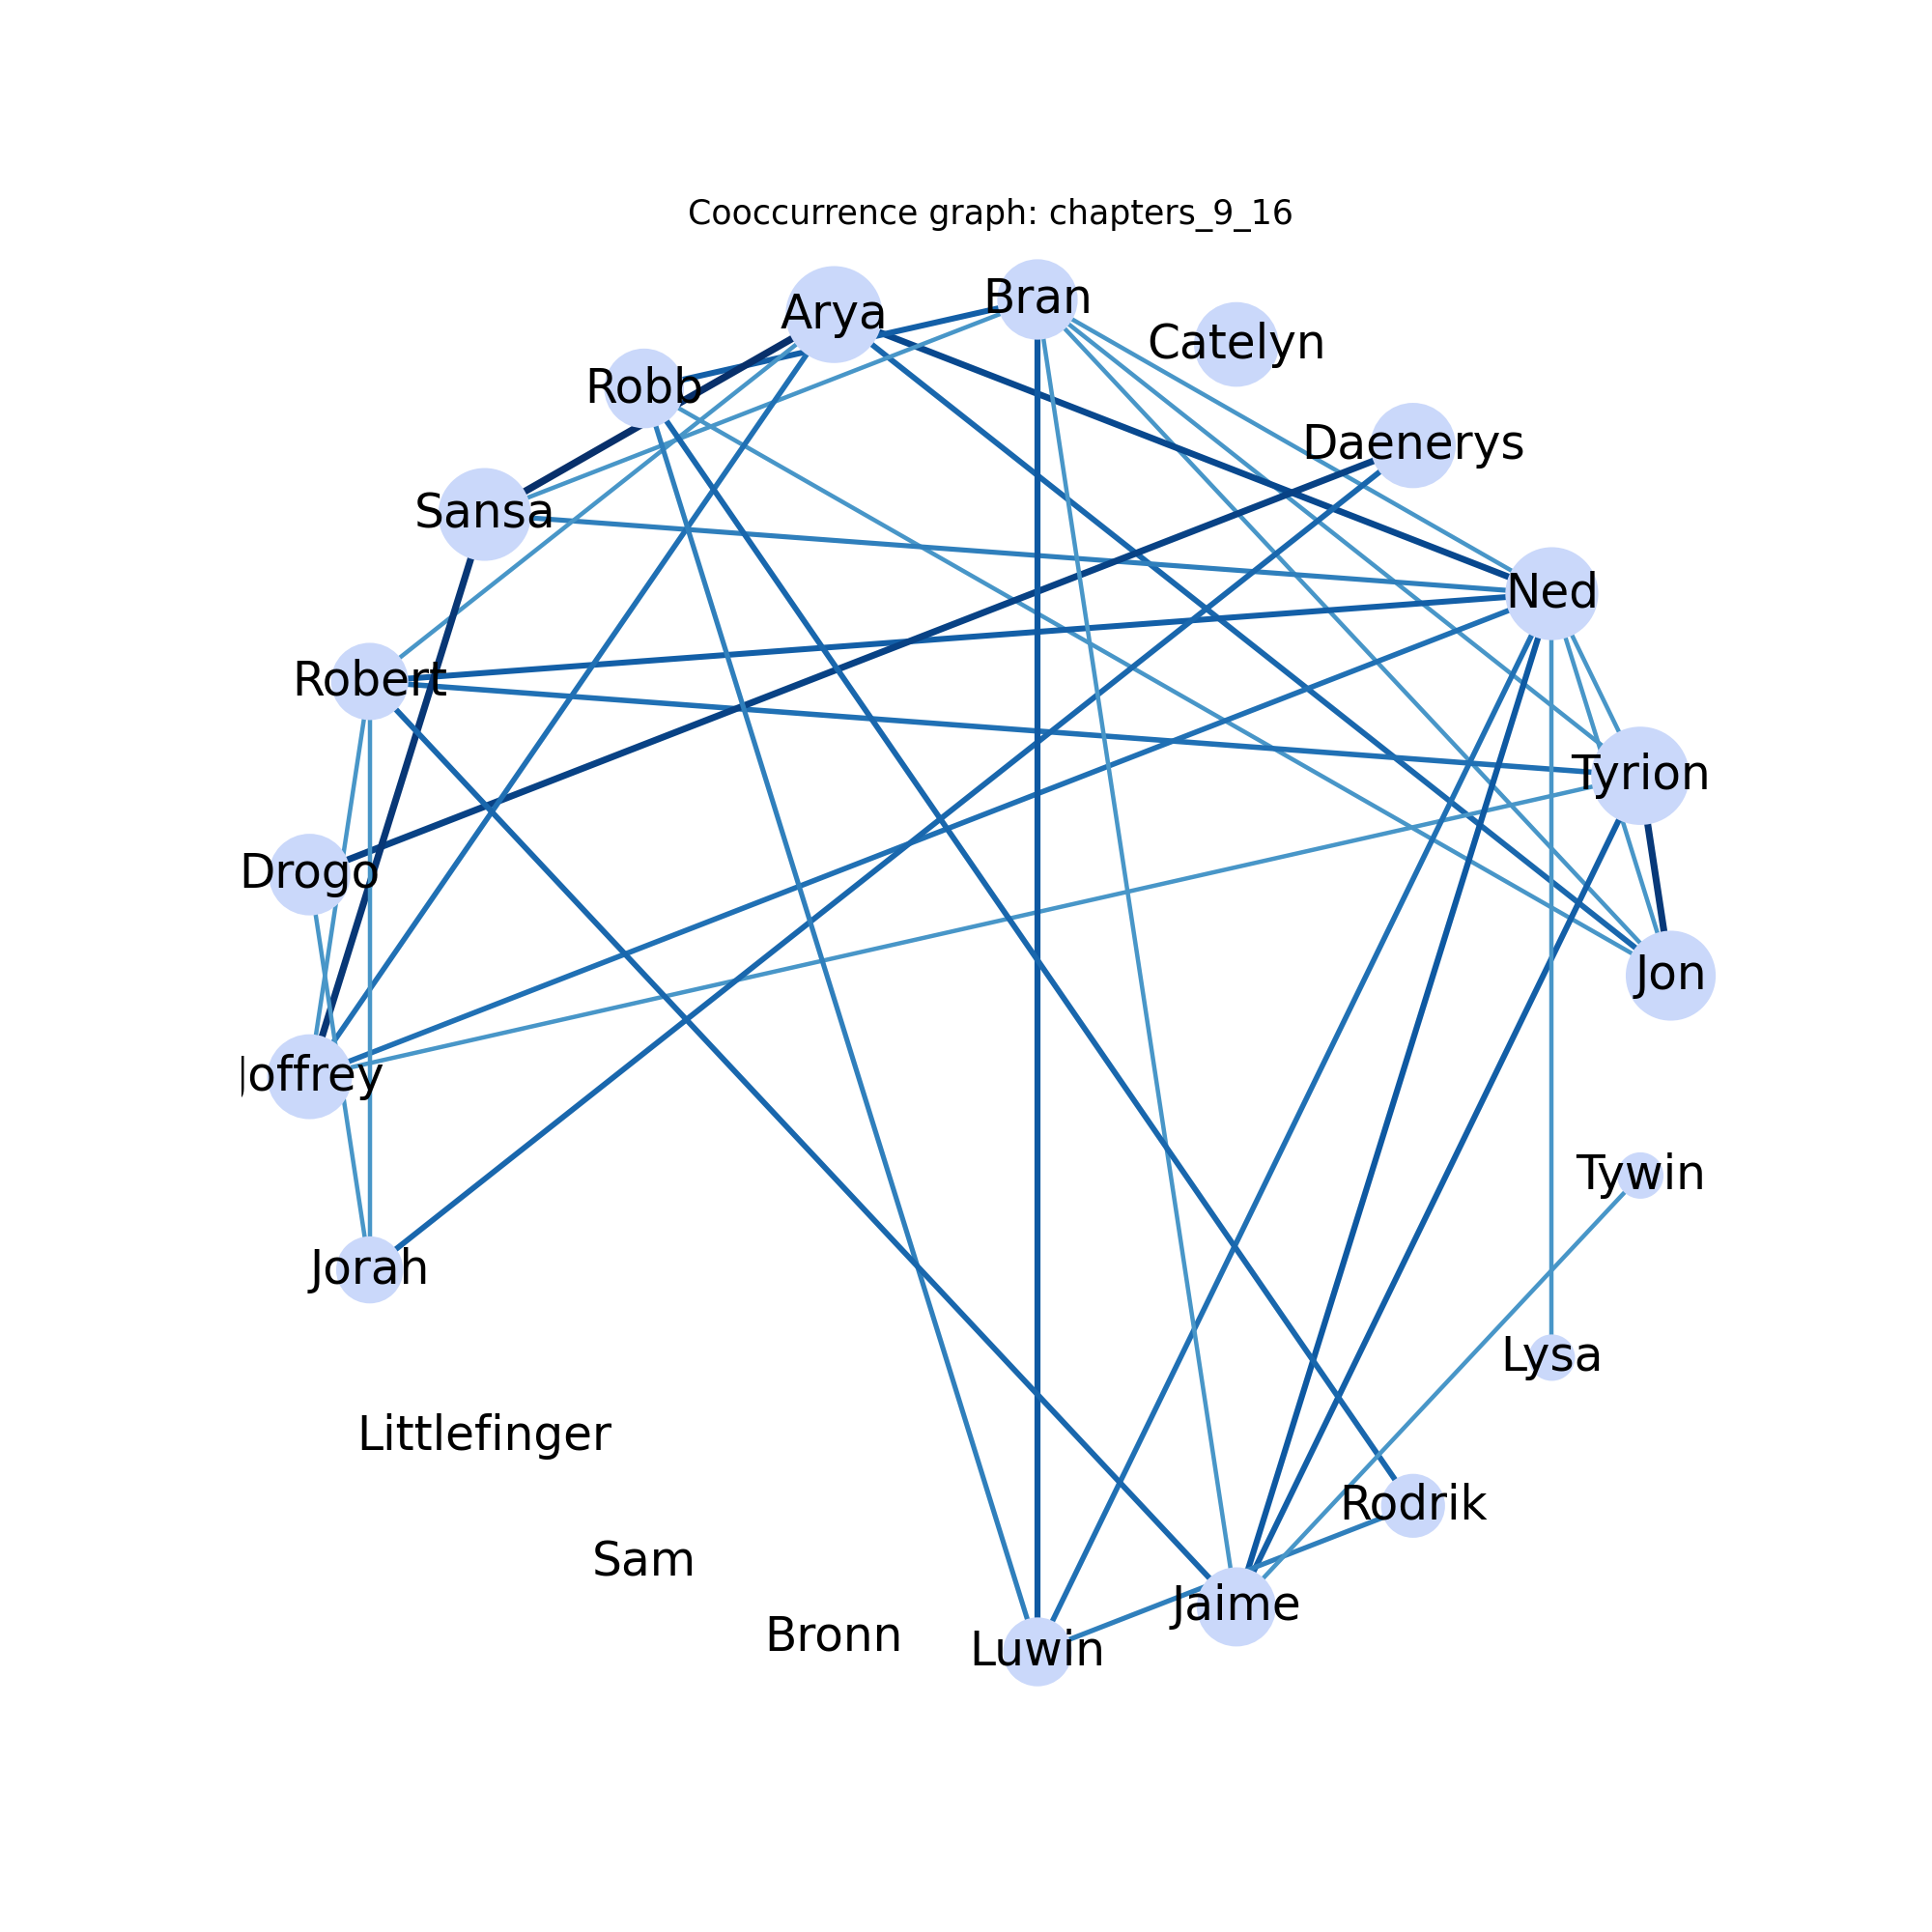 Cooccurrence graph: chapters_9_16
Bran
Arya
Catelyn
Robb
Daenerys
Sansa
Ned
Robert
Tyrion
Drogo
Jon
Joffrey
Tywin
Jorah
Lysa
Littlefinger
Rodrik
Sam
Jaime
Bronn
Luwin